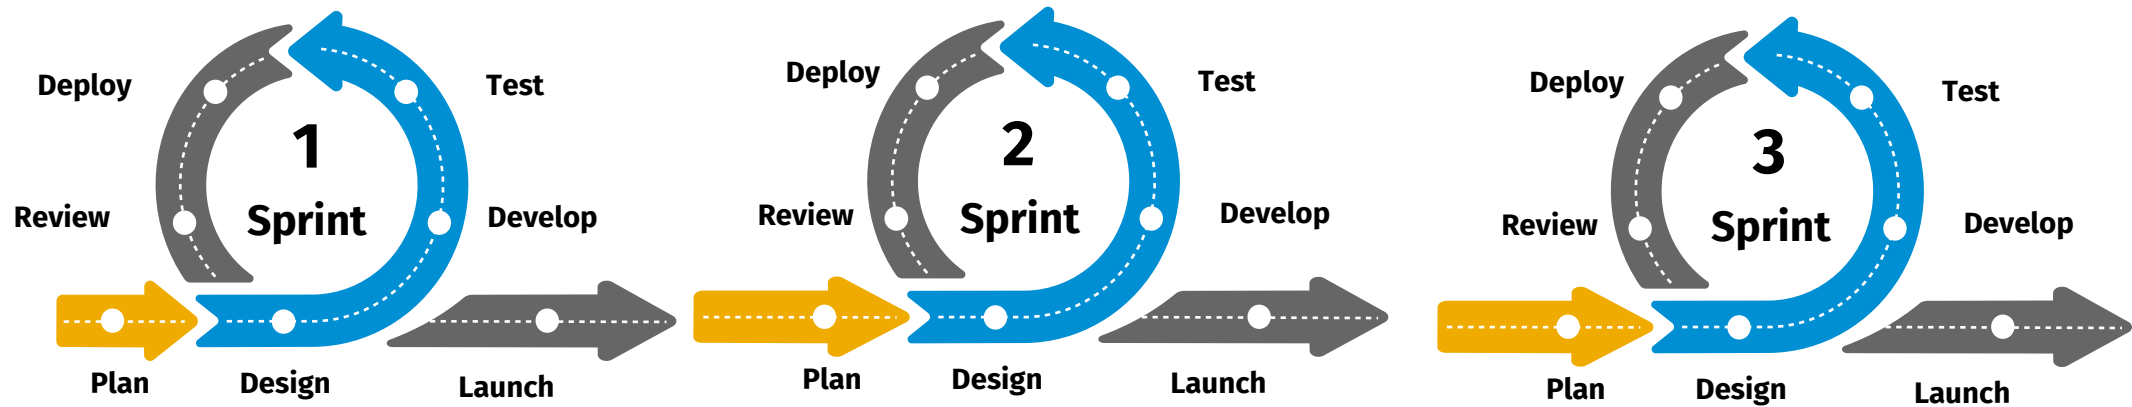 Deploy
Test
1
Sprint
Review
Develop
Plan
Design
Launch
Deploy
Test
2
Sprint
Review
Develop
Plan
Design
Launch
Deploy
Test
3
Sprint
Review
Develop
Plan
Design
Launch